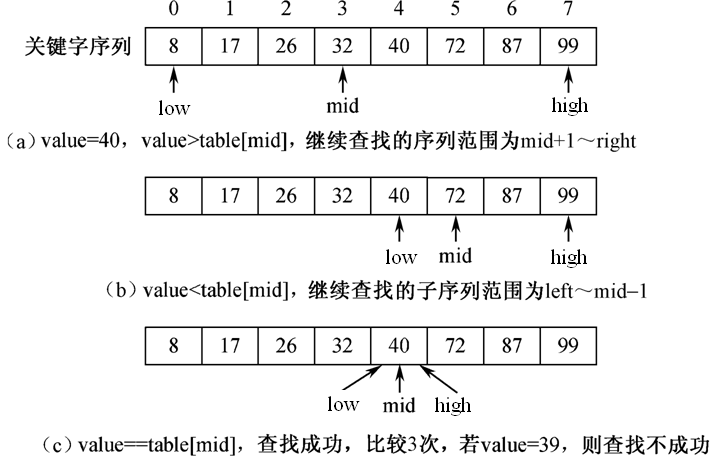 0 1 2 3 4 5 6 7
关键字序列 8 17 26 32 40 72 87 99
low mid high
(a) value=40，value>table[mid]，继续查找的序列范围为mid+1～right
8 17 26 32 40 72 87 99
low mid high
(b) value<table[mid]，继续查找的子序列范围为left～mid−1
8 17 26 32 40 72 87 99
low mid high
(c) value==table[mid]，查找成功，比较3次，若value=39，则查找不成功